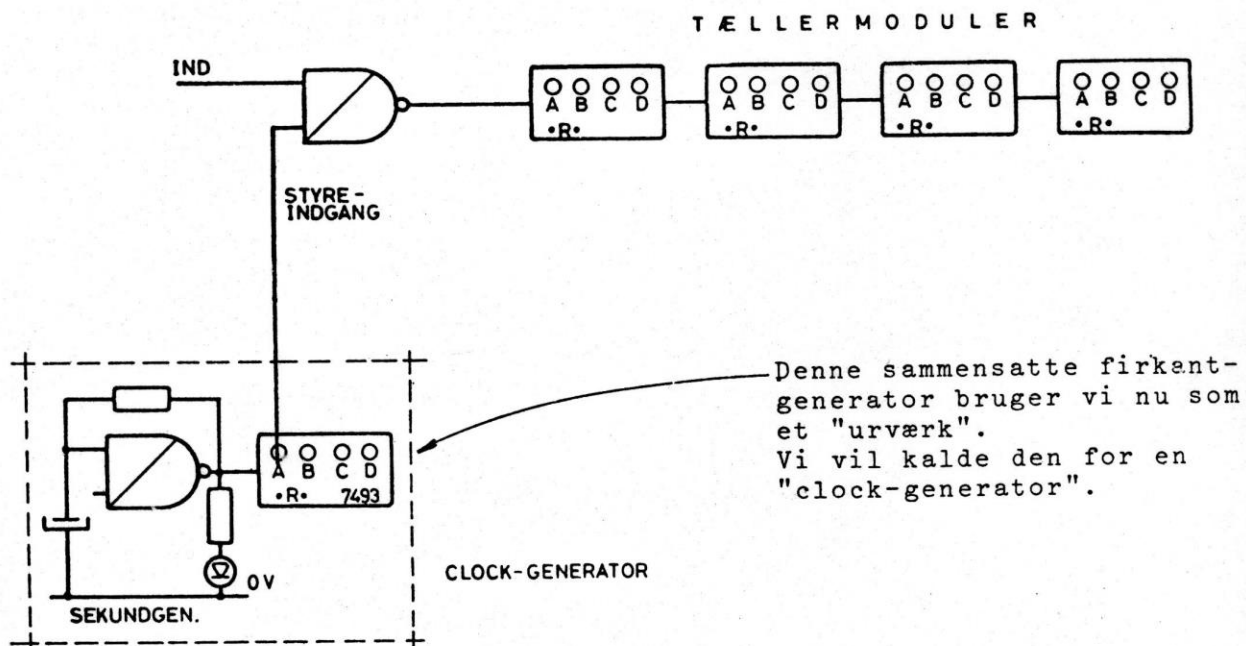 TÆLLERMODULER
IND
A B C D
•R•
A B C D
•R•
A B C D
•R•
A B C D
•R•
STYRE-
INDGANG
Denne sammensatte firkant-
generator bruger vi nu som
et "urværk".
Vi vil kalde den for en
"clock-generator".
A B C D
•R• 7493
0V
SEKUNDGEN.
CLOCK-GENERATOR